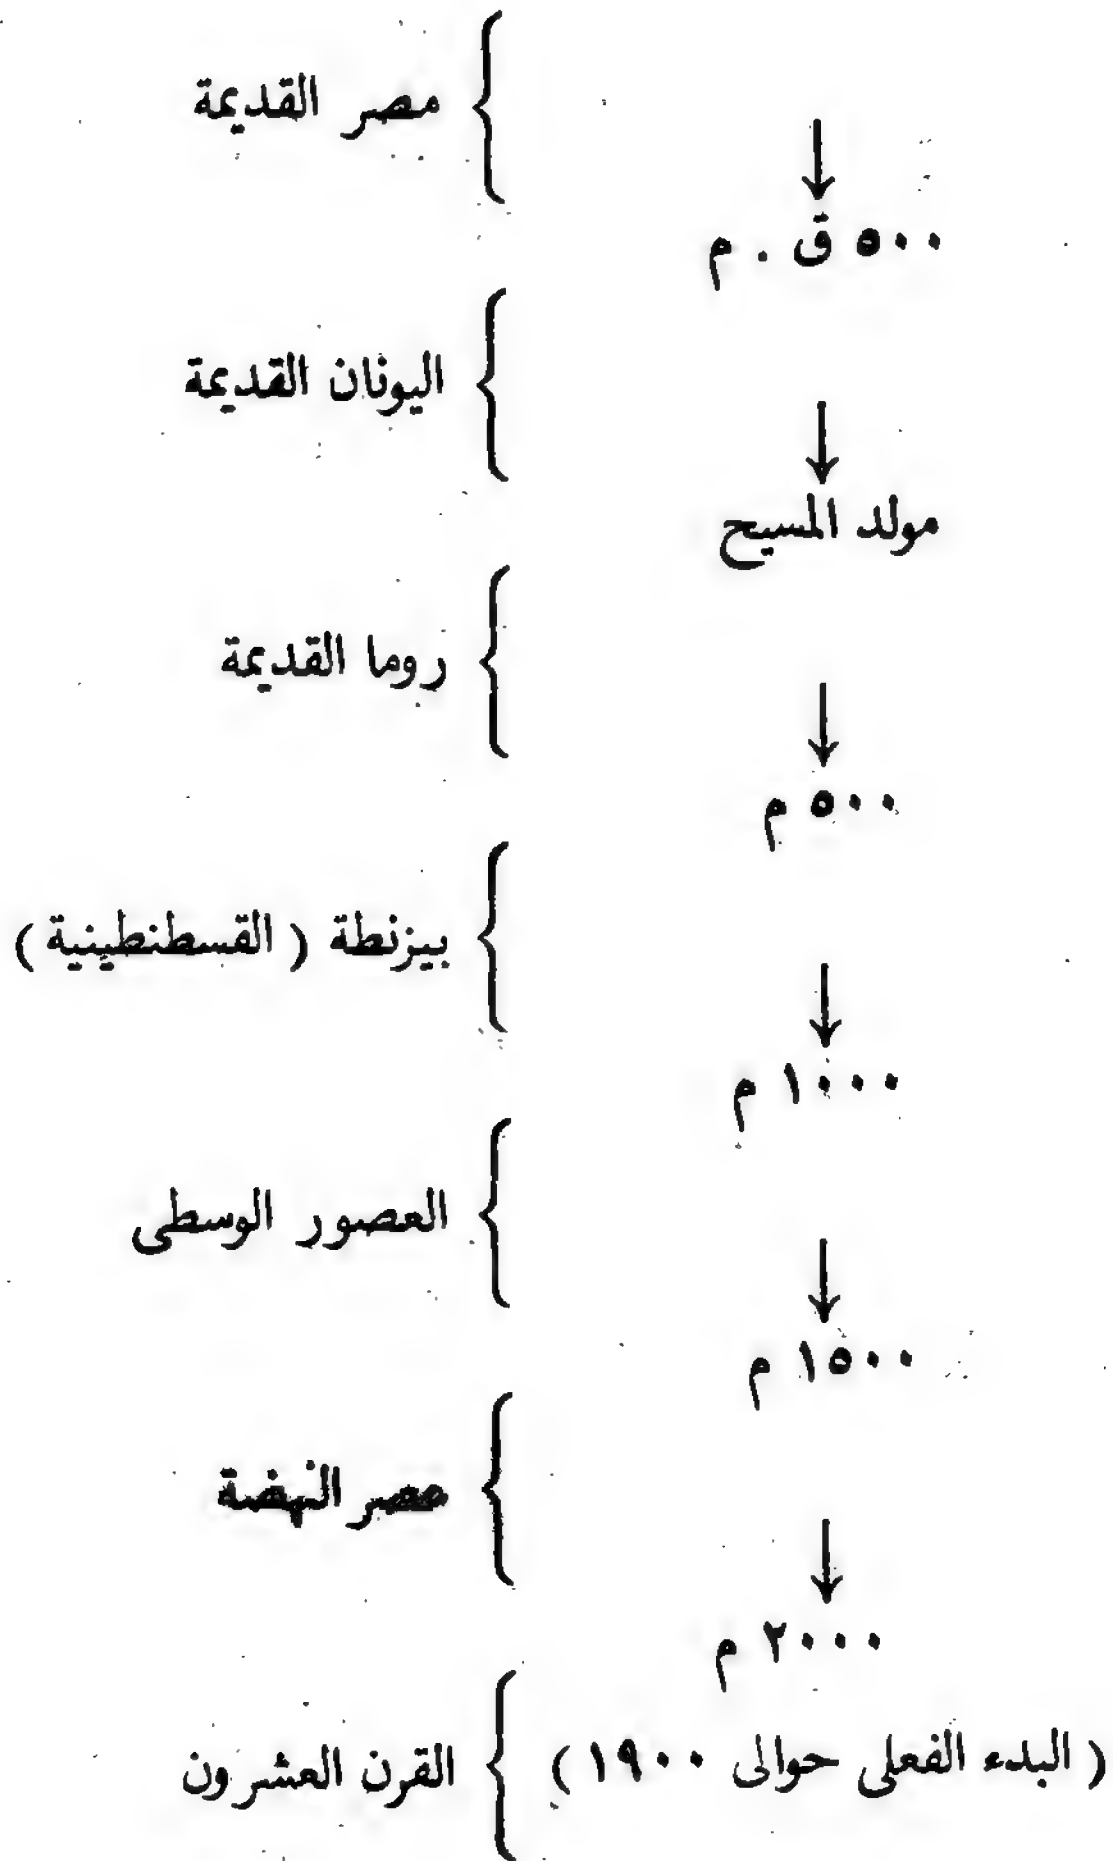 مصر القديمة
٥٠٠ ق . م
اليونان القديمة
مولد المسيح
روما القديمة
٥٠٠ م
بيزنطة ( القسطنطينية )
١٠٠٠ م
العصور الوسطى
١٥٠٠ م
عصر النهضة
٢٠٠٠ م
( البدء الفعلى حوالى ١٩٠٠ ) القرن العشرون